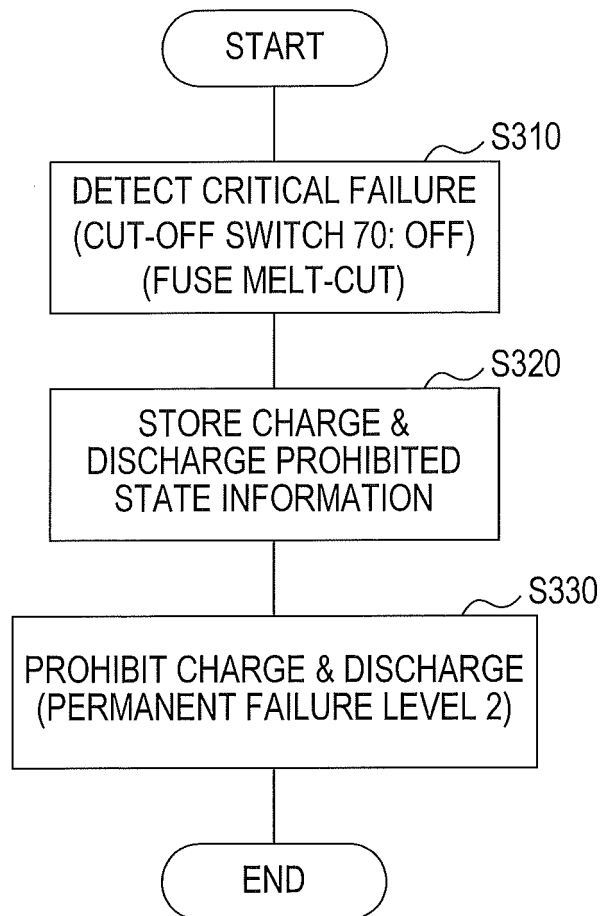 START
S310
DETECT CRITICAL FAILURE
(CUT-OFF SWITCH 70: OFF)
(FUSE MELT-CUT)
S320
STORE CHARGE &
DISCHARGE PROHIBITED
STATE INFORMATION
S330
PROHIBIT CHARGE & DISCHARGE
(PERMANENT FAILURE LEVEL 2)
END